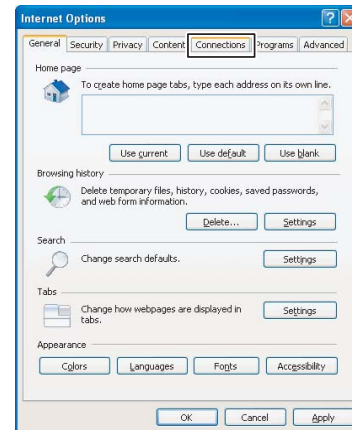 Internet Options
General Security Privacy Content Connections Programs Advanced
Home page
To create home page tabs, type each address on its own line.
Use current Use default Use blank
Browsing history
Delete temporary files, history, cookies, saved passwords,
and web form information.
Delete... Settings
Search
Change search defaults. Settings
Tabs
Change how webpages are displayed in
tabs. Settings
Appearance
Colors Languages Fonts Accessibility
OK Cancel Apply